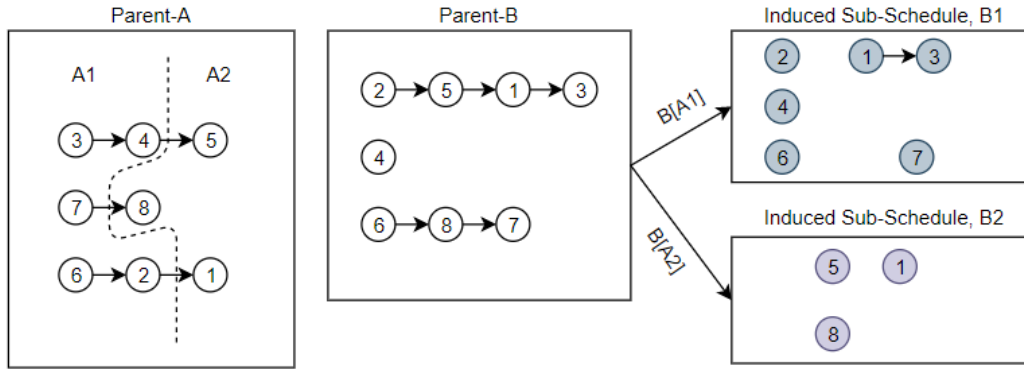 Parent-A
A1 A2
3 4 5
7 8
6 2 1
Parent-B
2 5 1 3
4
6 8 7
B[A1]
B[A2]
Induced Sub-Schedule, B1
2 1 3
4
6 7
Induced Sub-Schedule, B2
5 1
8